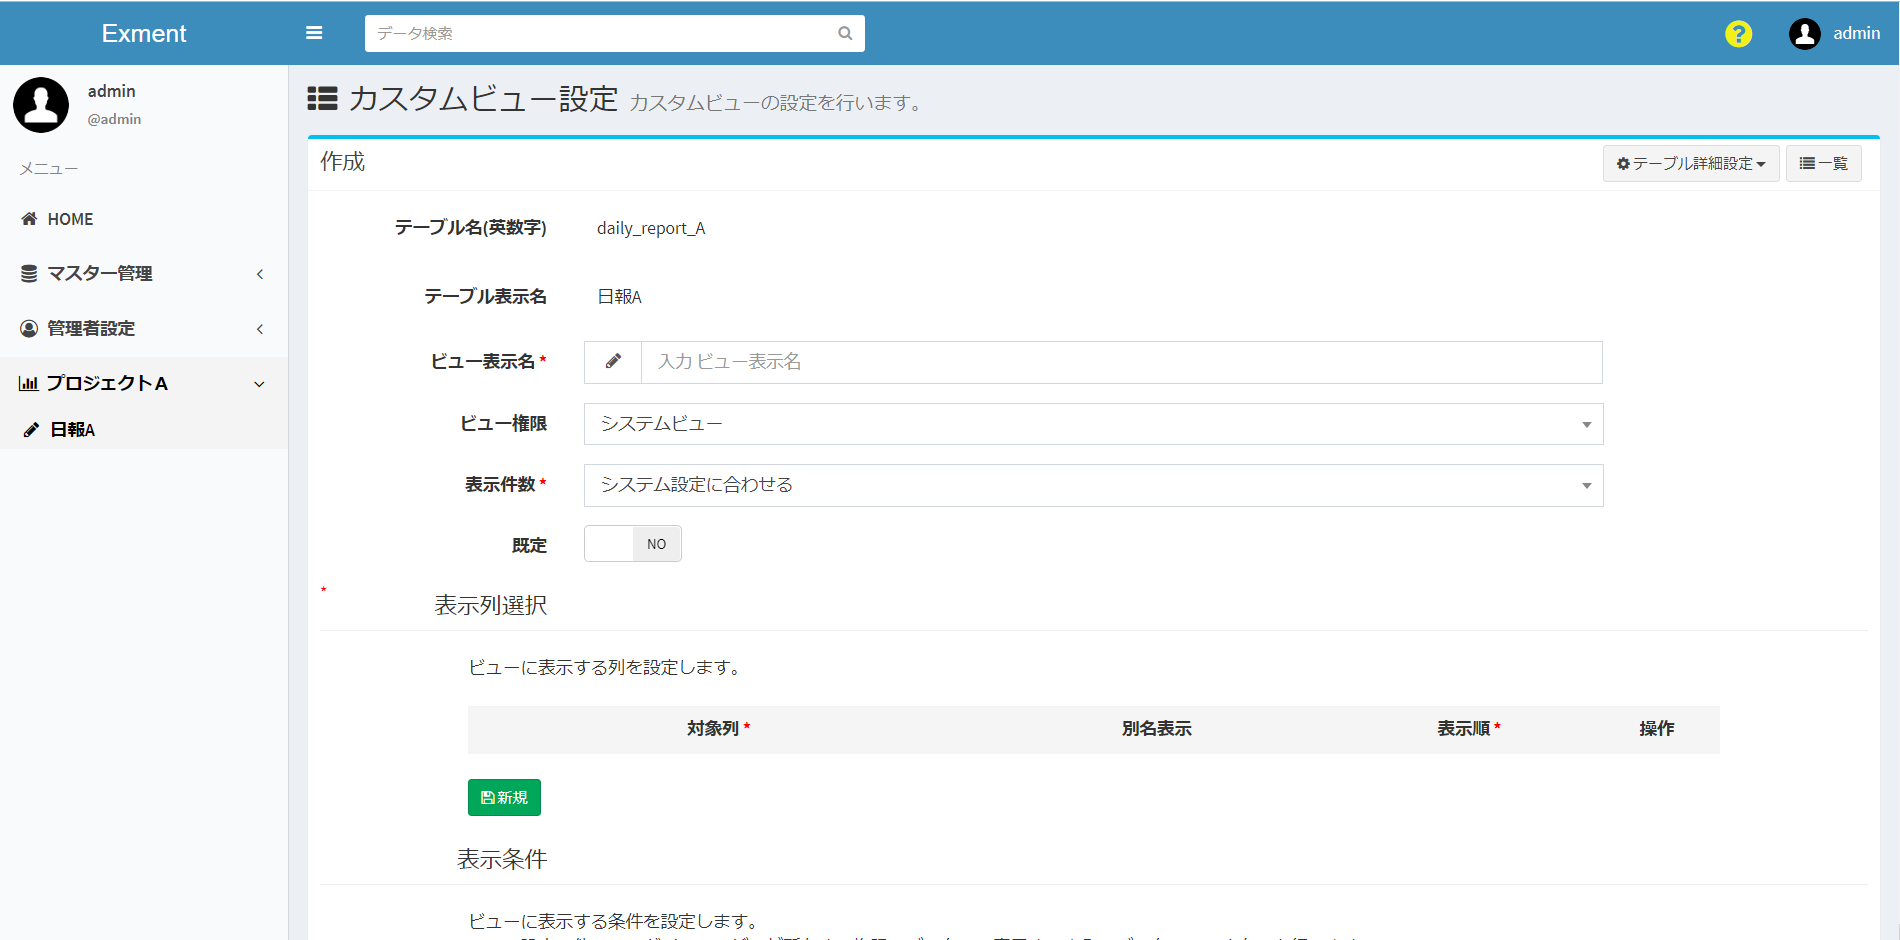 Exment
データ検索
admin
admin
@admin
メニュー
HOME
マスター管理
管理者設定
プロジェクトA
日報A
カスタムビュー設定 カスタムビューの設定を行います。
作成
テーブル詳細設定
一覧
テーブル名(英数字) daily_report_A
テーブル表示名 日報A
ビュー表示名* 入力 ビュー表示名
ビュー権限 システムビュー
表示件数* システム設定に合わせる
既定 NO
*
表示列選択
ビューに表示する列を設定します。
対象列* 別名表示 表示順* 操作
新規
表示条件
ビューに表示する条件を設定します。